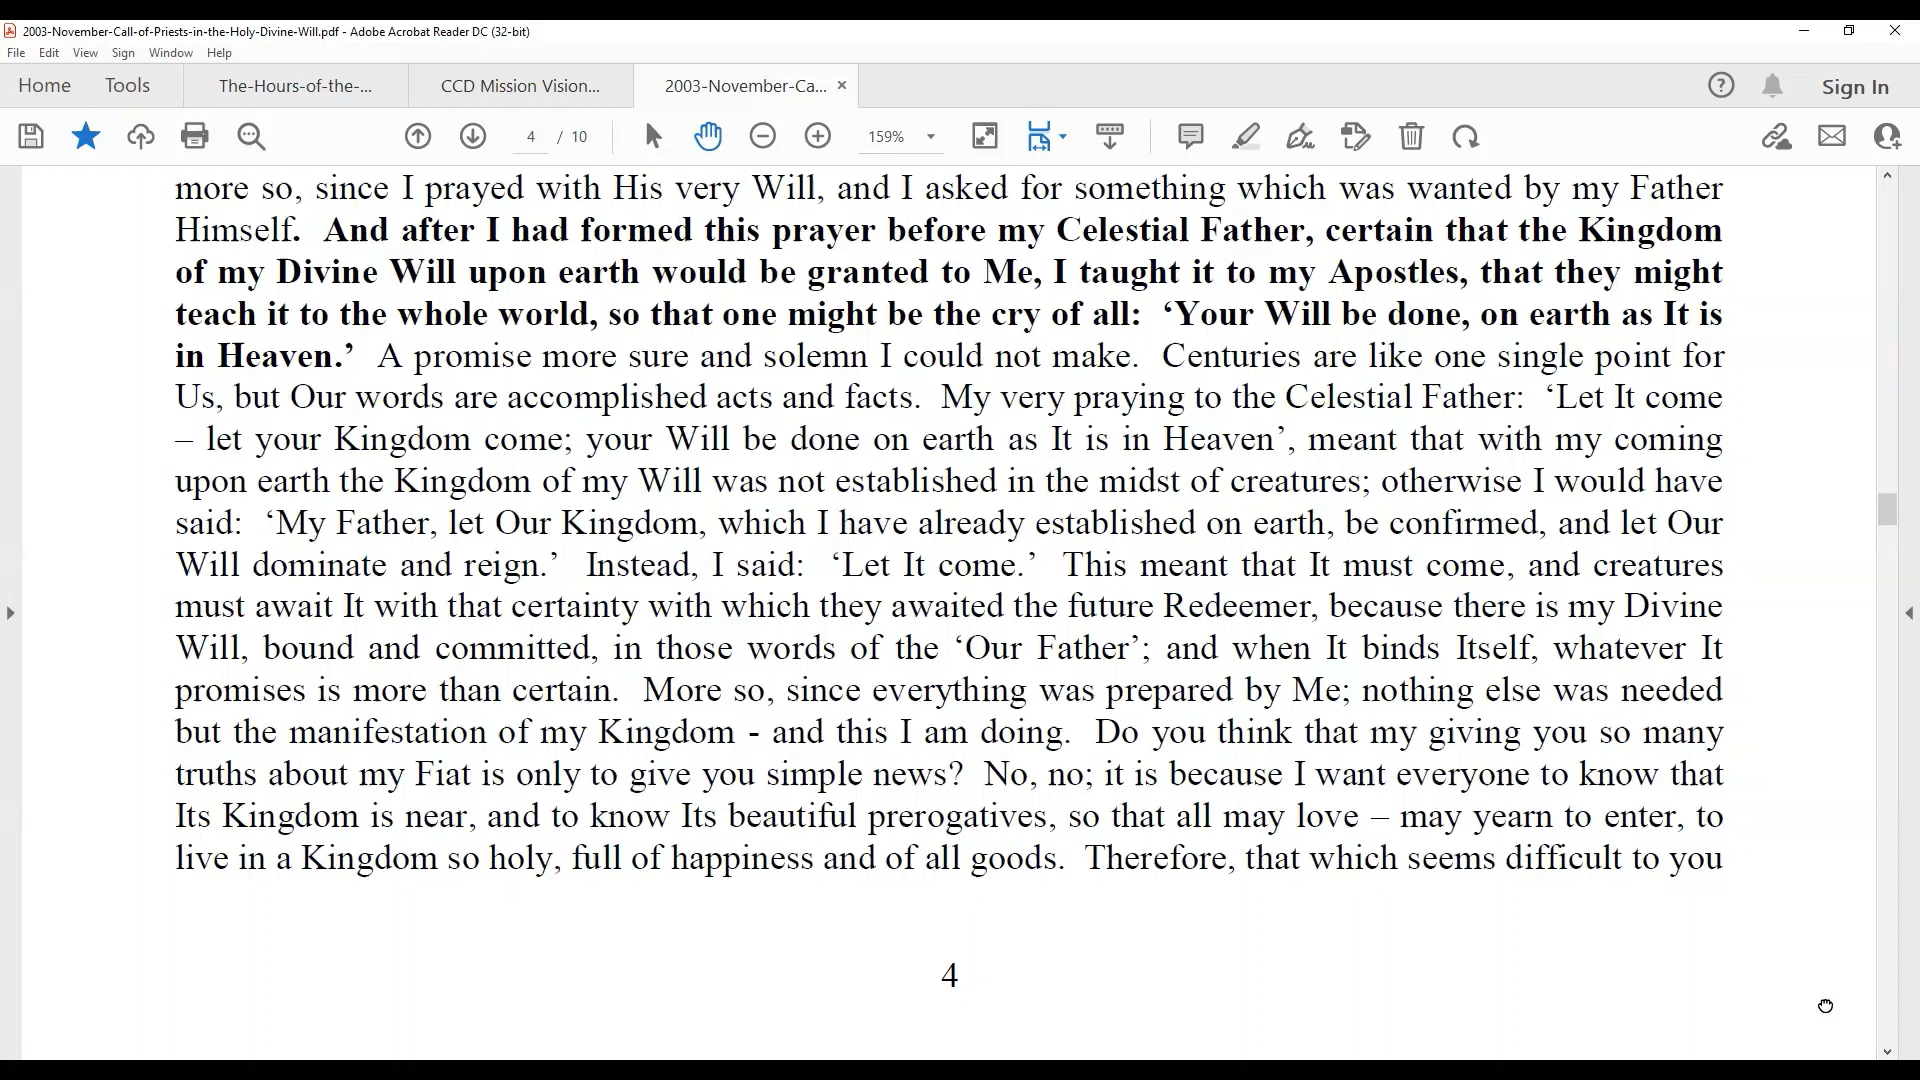 2003-November-Call-of-Priests-in-the-Holy-Divine-Will.pdf - Adobe Acrobat Reader DC (32-bit)
File Edit View Sign Window Help
Home Tools The-Hours-of-the-... CCD Mission Vision... 2003-November-Ca... × Sign In
4 / 10 159%
more so, since I prayed with His very Will, and I asked for something which was wanted by my Father
Himself. And after I had formed this prayer before my Celestial Father, certain that the Kingdom
of my Divine Will upon earth would be granted to Me, I taught it to my Apostles, that they might
teach it to the whole world, so that one might be the cry of all: ‘Your Will be done, on earth as It is
in Heaven.’ A promise more sure and solemn I could not make. Centuries are like one single point for
Us, but Our words are accomplished acts and facts. My very praying to the Celestial Father: ‘Let It come
– let your Kingdom come; your Will be done on earth as It is in Heaven’, meant that with my coming
upon earth the Kingdom of my Will was not established in the midst of creatures; otherwise I would have
said: ‘My Father, let Our Kingdom, which I have already established on earth, be confirmed, and let Our
Will dominate and reign.’ Instead, I said: ‘Let It come.’ This meant that It must come, and creatures
must await It with that certainty with which they awaited the future Redeemer, because there is my Divine
Will, bound and committed, in those words of the ‘Our Father’; and when It binds Itself, whatever It
promises is more than certain. More so, since everything was prepared by Me; nothing else was needed
but the manifestation of my Kingdom - and this I am doing. Do you think that my giving you so many
truths about my Fiat is only to give you simple news? No, no; it is because I want everyone to know that
Its Kingdom is near, and to know Its beautiful prerogatives, so that all may love – may yearn to enter, to
live in a Kingdom so holy, full of happiness and of all goods. Therefore, that which seems difficult to you
4